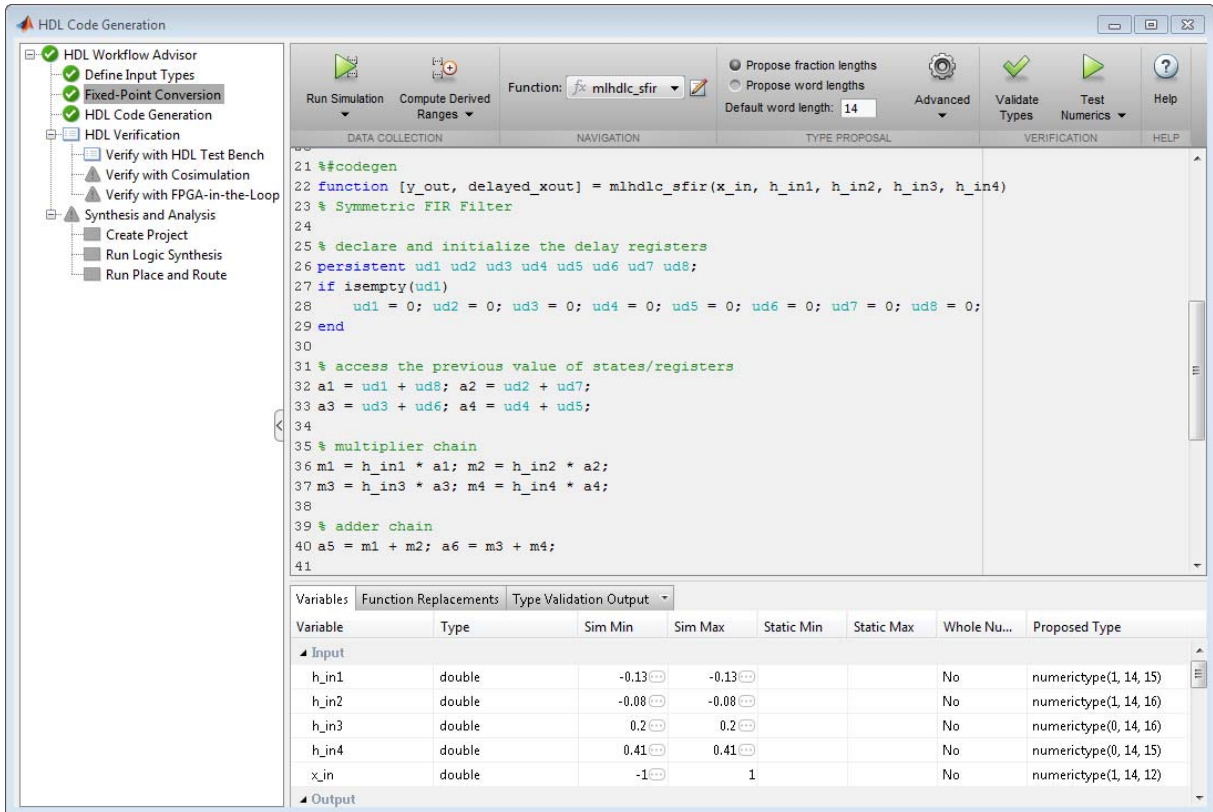 HDL Code Generation
HDL Workflow Advisor
Define Input Types
Fixed-Point Conversion
HDL Code Generation
HDL Verification
Verify with HDL Test Bench
Verify with Cosimulation
Verify with FPGA-in-the-Loop
Synthesis and Analysis
Create Project
Run Logic Synthesis
Run Place and Route
Run Simulation
Compute Derived
Ranges
DATA COLLECTION
Function: fx mlhdlc_sfir
NAVIGATION
Propose fraction lengths
Propose word lengths
Default word length: 14
Advanced
TYPE PROPOSAL
Validate
Types
Test
Numerics
VERIFICATION
Help
HELP
21 %#codegen
22 function [y_out, delayed_xout] = mlhdlc_sfir(x_in, h_in1, h_in2, h_in3, h_in4)
23 % Symmetric FIR Filter
24
25 % declare and initialize the delay registers
26 persistent ud1 ud2 ud3 ud4 ud5 ud6 ud7 ud8;
27 if isempty(ud1)
28 ud1 = 0; ud2 = 0; ud3 = 0; ud4 = 0; ud5 = 0; ud6 = 0; ud7 = 0; ud8 = 0;
29 end
30
31 % access the previous value of states/registers
32 a1 = ud1 + ud8; a2 = ud2 + ud7;
33 a3 = ud3 + ud6; a4 = ud4 + ud5;
34
35 % multiplier chain
36 m1 = h_in1 * a1; m2 = h_in2 * a2;
37 m3 = h_in3 * a3; m4 = h_in4 * a4;
38
39 % adder chain
40 a5 = m1 + m2; a6 = m3 + m4;
41
Variables Function Replacements Type Validation Output
Variable Type Sim Min Sim Max Static Min Static Max Whole Nu... Proposed Type
Input
h_in1 double -0.13 -0.13 No numerictype(1, 14, 15)
h_in2 double -0.08 -0.08 No numerictype(1, 14, 16)
h_in3 double 0.2 0.2 No numerictype(0, 14, 16)
h_in4 double 0.41 0.41 No numerictype(0, 14, 15)
x_in double -1 1 No numerictype(1, 14, 12)
Output